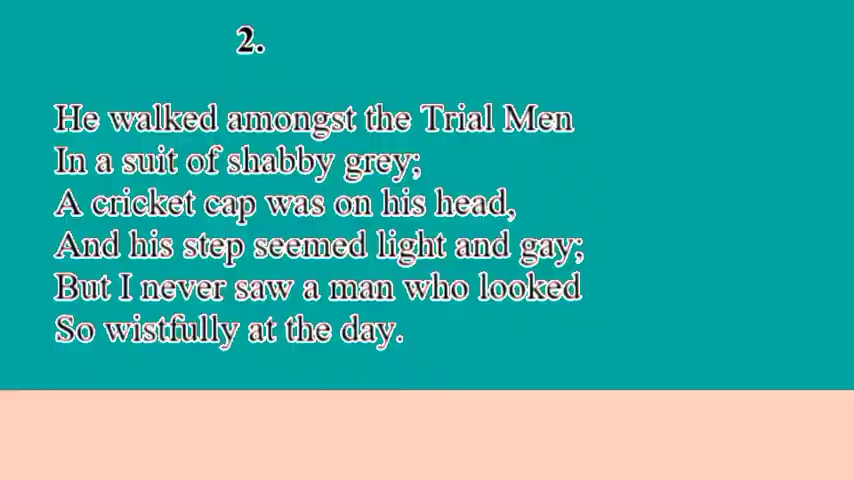 2.
He walked amongst the Trial Men
In a suit of shabby grey;
A cricket cap was on his head,
And his step seemed light and gay;
But I never saw a man who looked
So wistfully at the day.